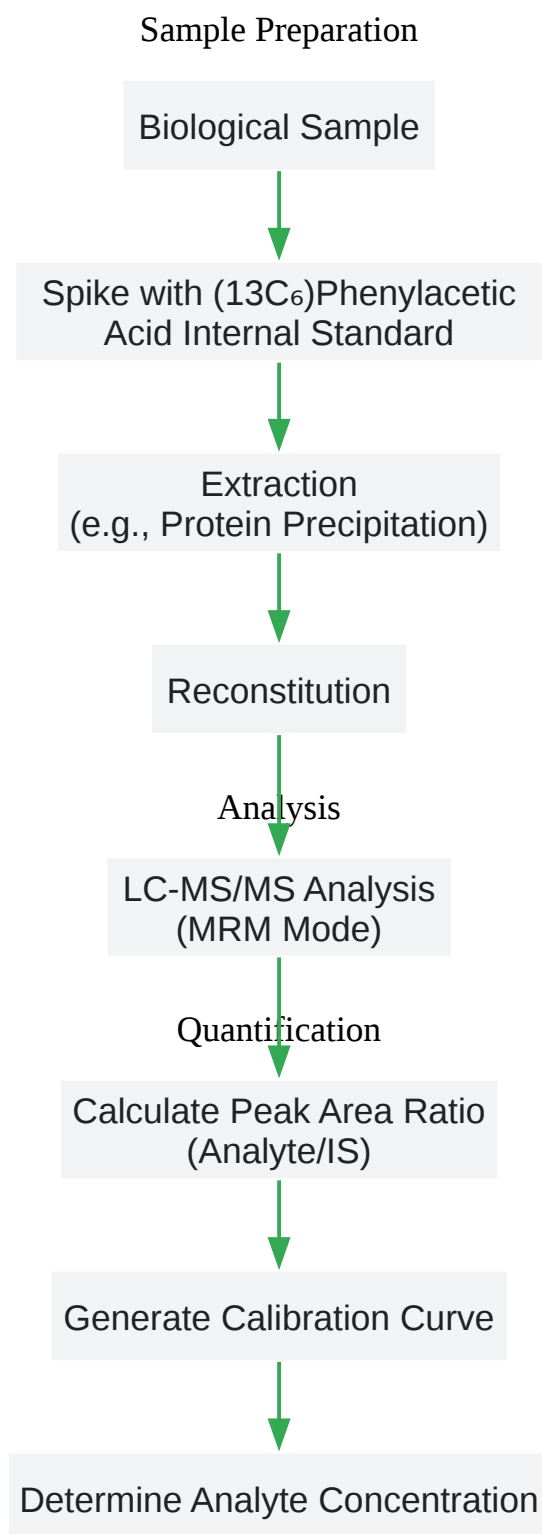 Sample Preparation
Biological Sample
Spike with (13C₆)Phenylacetic
Acid Internal Standard
Extraction
(e.g., Protein Precipitation)
Reconstitution
Analysis
LC-MS/MS Analysis
(MRM Mode)
Quantification
Calculate Peak Area Ratio
(Analyte/IS)
Generate Calibration Curve
Determine Analyte Concentration